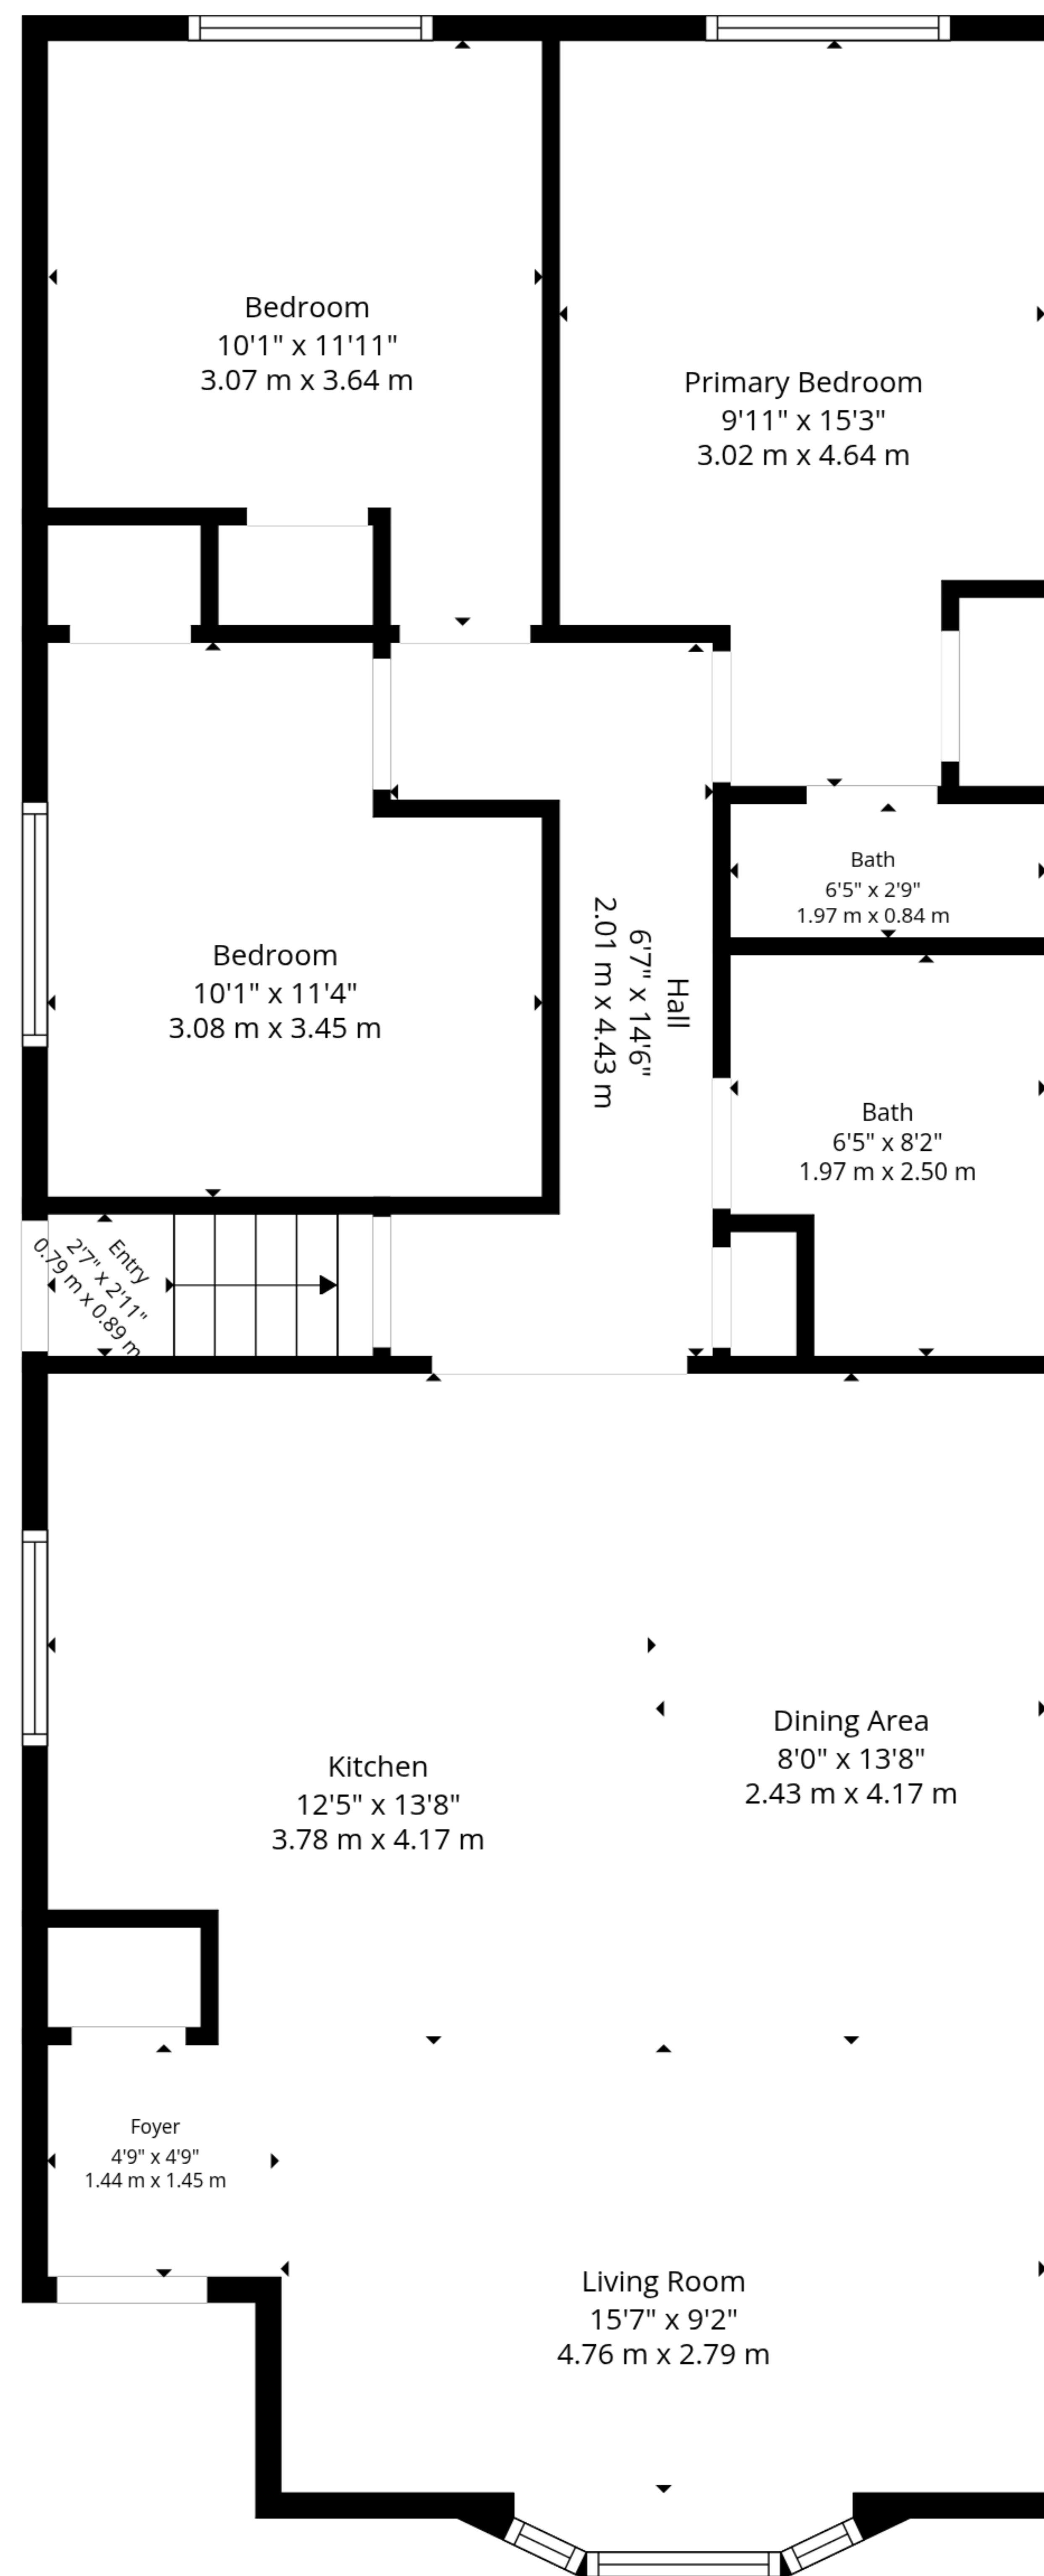 Bedroom
10'1" x 11'11"
3.07 m x 3.64 m
Primary Bedroom
9'11" x 15'3"
3.02 m x 4.64 m
Bath
6'5" x 2'9"
1.97 m x 0.84 m
Bedroom
10'1" x 11'4"
3.08 m x 3.45 m
Hall
6'7" x 14'6"
2.01 m x 4.43 m
Bath
6'5" x 8'2"
1.97 m x 2.50 m
Entry
2'7" x 2'11"
0.79 m x 0.89 m
Dining Area
8'0" x 13'8"
2.43 m x 4.17 m
Kitchen
12'5" x 13'8"
3.78 m x 4.17 m
Foyer
4'9" x 4'9"
1.44 m x 1.45 m
Living Room
15'7" x 9'2"
4.76 m x 2.79 m